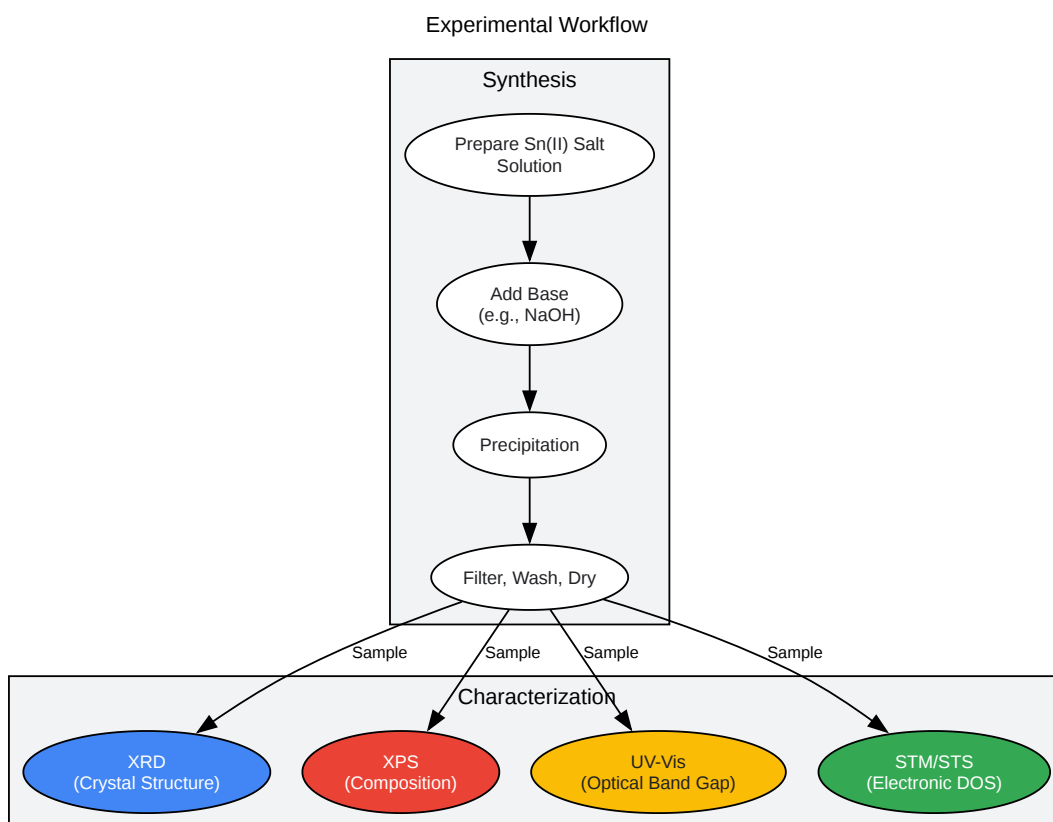 Experimental Workflow
Synthesis
Prepare Sn(II) Salt
Solution
Add Base
(e.g., NaOH)
Precipitation
Filter, Wash, Dry
Sample
Sample
Sample
Sample
Characterization
XRD
(Crystal Structure)
XPS
(Composition)
UV-Vis
(Optical Band Gap)
STM/STS
(Electronic DOS)